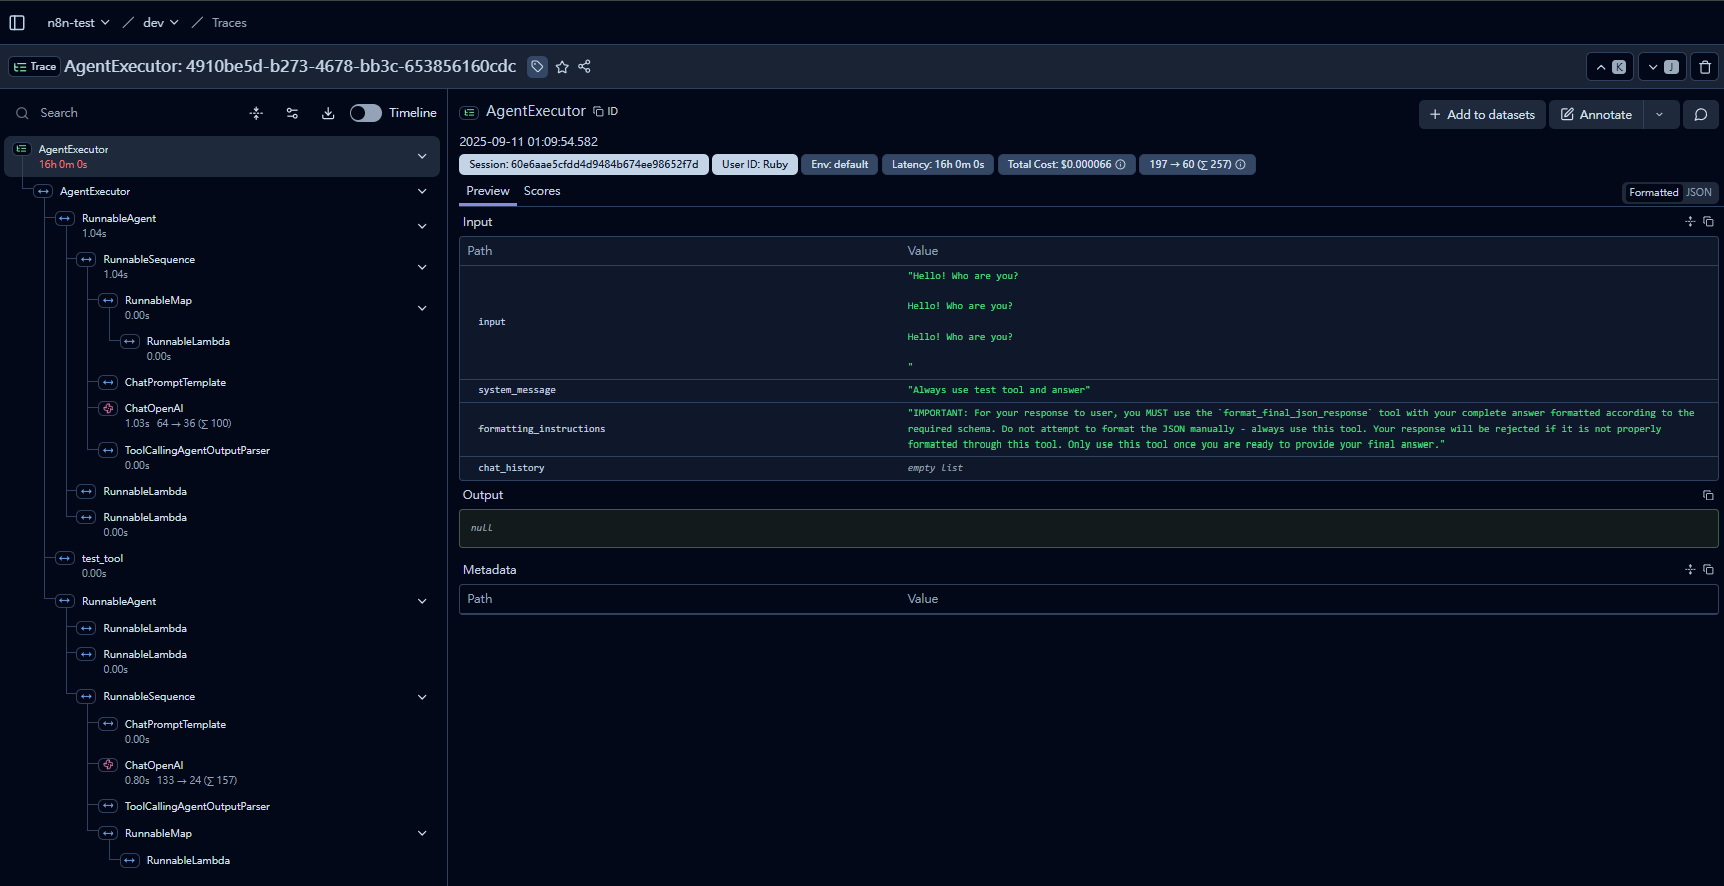 n8n-test / dev / Traces
Trace AgentExecutor: 4910be5d-b273-4678-bb3c-653856160cdc K J
Search Timeline
AgentExecutor
16h 0m 0s
AgentExecutor
RunnableAgent
1.04s
RunnableSequence
1.04s
RunnableMap
0.00s
RunnableLambda
0.00s
ChatPromptTemplate
ChatOpenAI
1.03s 64 → 36 (∑ 100)
ToolCallingAgentOutputParser
0.00s
RunnableLambda
RunnableLambda
0.00s
test_tool
0.00s
RunnableAgent
RunnableLambda
RunnableLambda
0.00s
RunnableSequence
ChatPromptTemplate
0.00s
ChatOpenAI
0.80s 133 → 24 (∑ 157)
ToolCallingAgentOutputParser
RunnableMap
RunnableLambda
AgentExecutor ID
+ Add to datasets Annotate
2025-09-11 01:09:54.582
Session: 60e6aae5cfdd4d9484b674ee98652f7d User ID: Ruby Env: default Latency: 16h 0m 0s Total Cost: $0.000066 197 → 60 (∑ 257)
Preview Scores
Formatted JSON
Input
Path Value
input
"Hello! Who are you?
Hello! Who are you?
Hello! Who are you?
"
system_message "Always use test tool and answer"
formatting_instructions
"IMPORTANT: For your response to user, you MUST use the `format_final_json_response` tool with your complete answer formatted according to the
required schema. Do not attempt to format the JSON manually - always use this tool. Your response will be rejected if it is not properly
formatted through this tool. Only use this tool once you are ready to provide your final answer."
chat_history empty list
Output
null
Metadata
Path Value